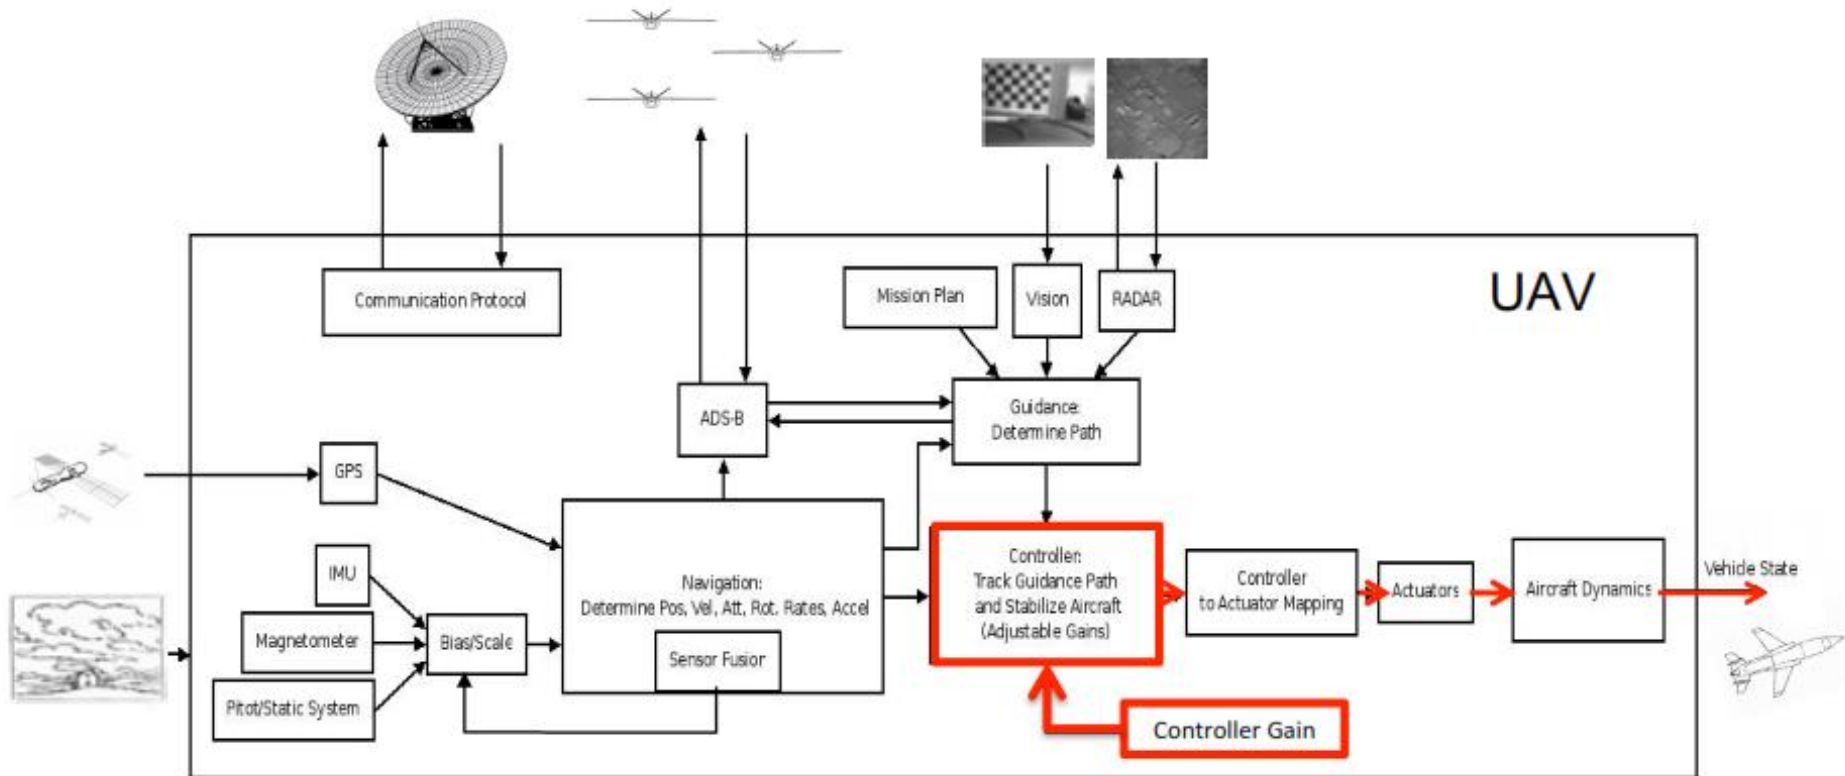 UAV
Communication Protocol
Mission Plan
Vision
RADAR
ADS-B
Guidance:
Determine Path
GPS
IMU
Magnetometer
Pitot/Static System
Bias/Scale
Navigation:
Determine Pos, Vel, Att, Rot. Rates, Accel
Sensor Fusior
Controller:
Track Guidance Path
and Stabilize Aircraft
(Adjustable Gains)
Controller
to Actuator Mapping
Actuators
Aircraft Dynamics
Vehicle State
Controller Gain